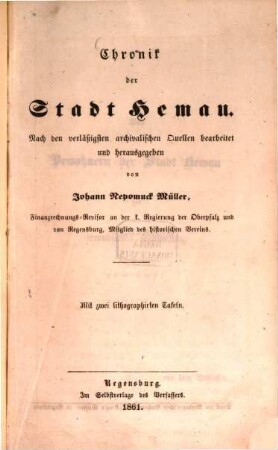 Chronik
der
Stadt Hemau.
Nach den verläßigsten archivalischen Quellen bearbeitet
und herausgegeben
von
Johann Nepomuck Müller,
Finanzrechnungs-Revisor an der k. Regierung der Oberpfalz und
von Regensburg, Mitglied des historischen Vereins.
Mit zwei lithographirten Tafeln.
Regensburg.
Im Selbstverlage des Verfassers.
1861.